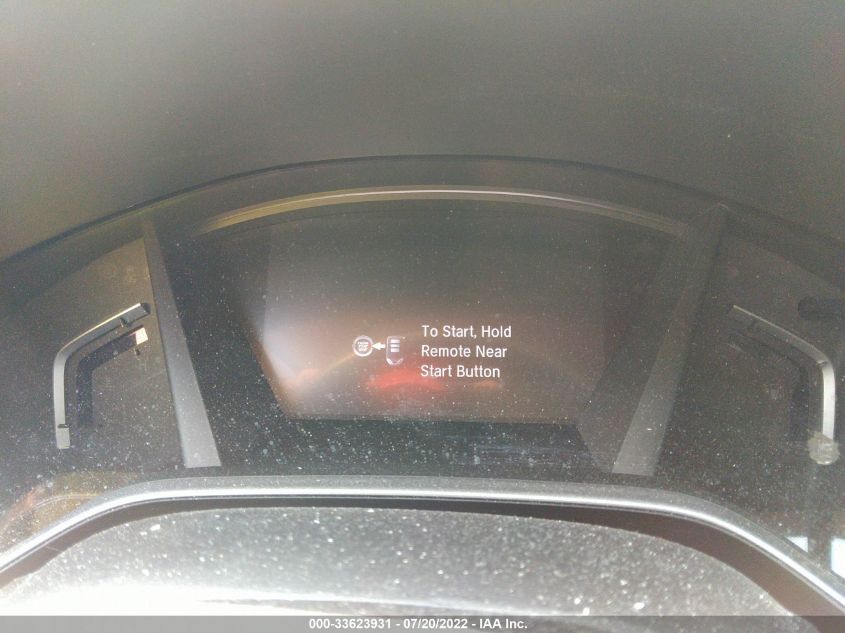 To Start, Hold
Remote Near
Start Button
000-33623931 - 07/20/2022 - IAA Inc.